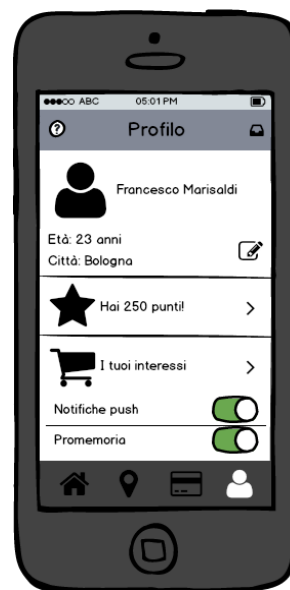 ABC 05:01 PM
? Profilo
Francesco Marisaldi
Età: 23 anni
Città: Bologna
Hai 250 punti!
I tuoi interessi
Notifiche push
Promemoria